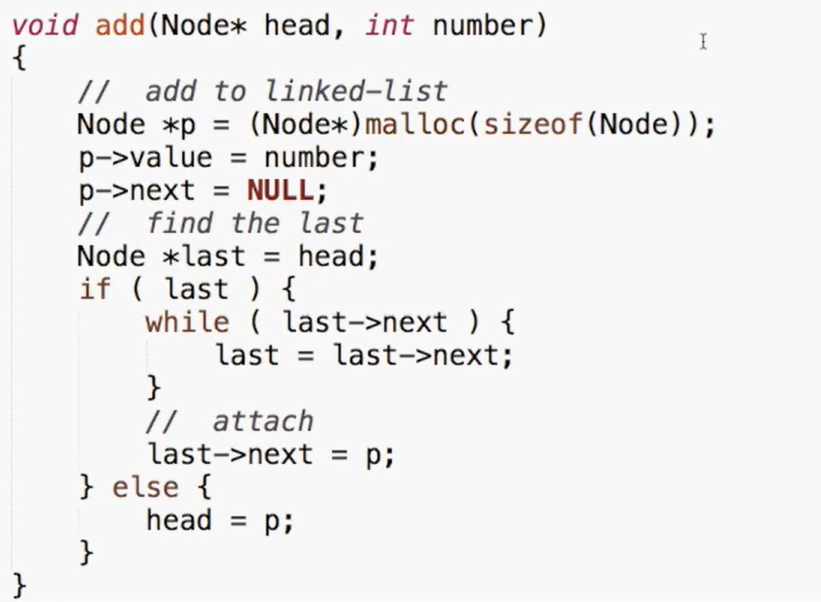 void add(Node* head, int number)
{
    //  add to linked-list
    Node *p = (Node*)malloc(sizeof(Node));
    p->value = number;
    p->next = NULL;
    //  find the last
    Node *last = head;
    if ( last ) {
        while ( last->next ) {
            last = last->next;
        }
        //  attach
        last->next = p;
    } else {
        head = p;
    }
}